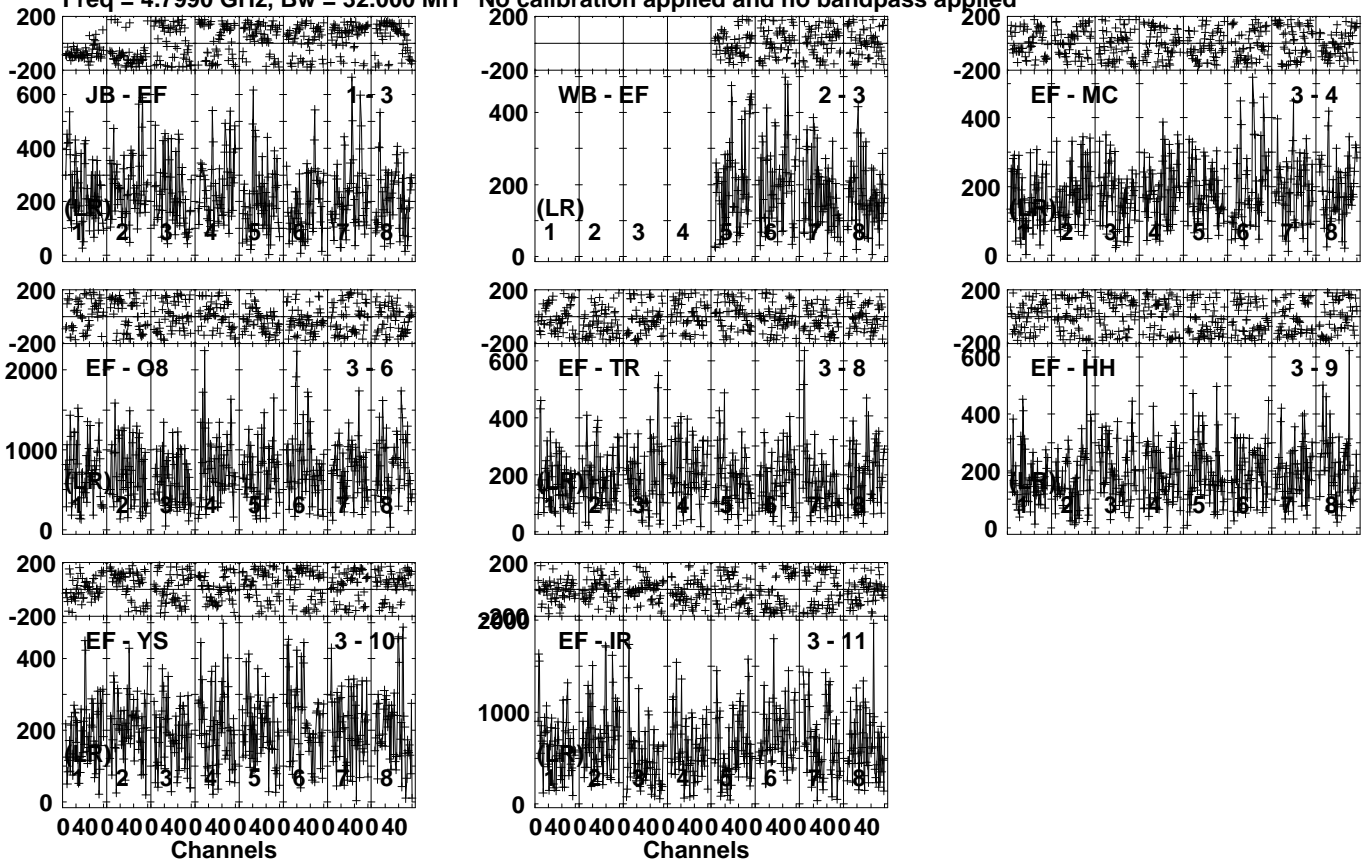 Freq = 4.7990 GHz, Bw = 32.000 MH No calibration applied and no bandpass applied
200
-200
JB - EF 1 - 3
600
400
200
0
(LR)
1 2 3 4 5 6 7 8
200
-200
WB - EF 2 - 3
400
200
0
(LR)
1 2 3 4 5 6 7 8
200
-200
EF - MC 3 - 4
400
200
0
(LR)
1 2 3 4 5 6 7 8
200
-200
EF - O8 3 - 6
2000
1000
0
(LR)
1 2 3 4 5 6 7 8
200
-200
EF - TR 3 - 8
600
400
200
0
(LR)
1 2 3 4 5 6 7 8
200
-200
EF - HH 3 - 9
600
400
200
0
(LR)
1 2 3 4 5 6 7 8
200
-200
EF - YS 3 - 10
400
200
0
(LR)
1 2 3 4 5 6 7 8
0 40 0 40 0 40 0 40 0 40 0 40 0 40 0 40
Channels
200
-200
EF - IR 3 - 11
2000
1000
0
(LR)
1 2 3 4 5 6 7 8
0 40 0 40 0 40 0 40 0 40 0 40 0 40 0 40
Channels